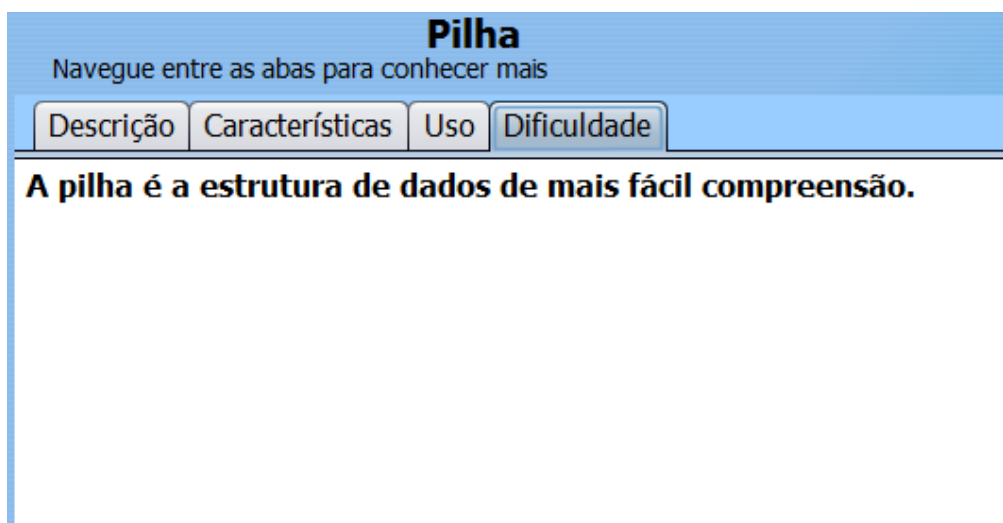 Pilha
Navegue entre as abas para conhecer mais
Descrição Características Uso Dificuldade
A pilha é a estrutura de dados de mais fácil compreensão.